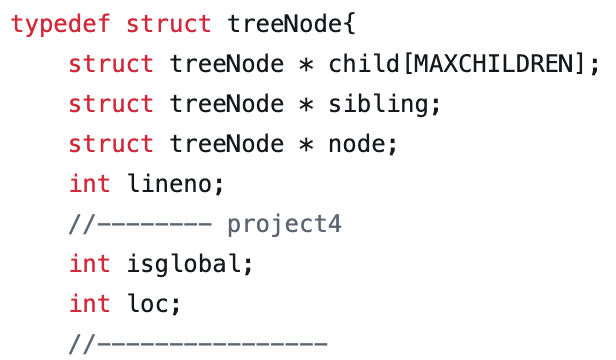 typedef struct treeNode{
    struct treeNode * child[MAXCHILDREN];
    struct treeNode * sibling;
    struct treeNode * node;
    int lineno;
    //-------- project4
    int isglobal;
    int loc;
    //----------------